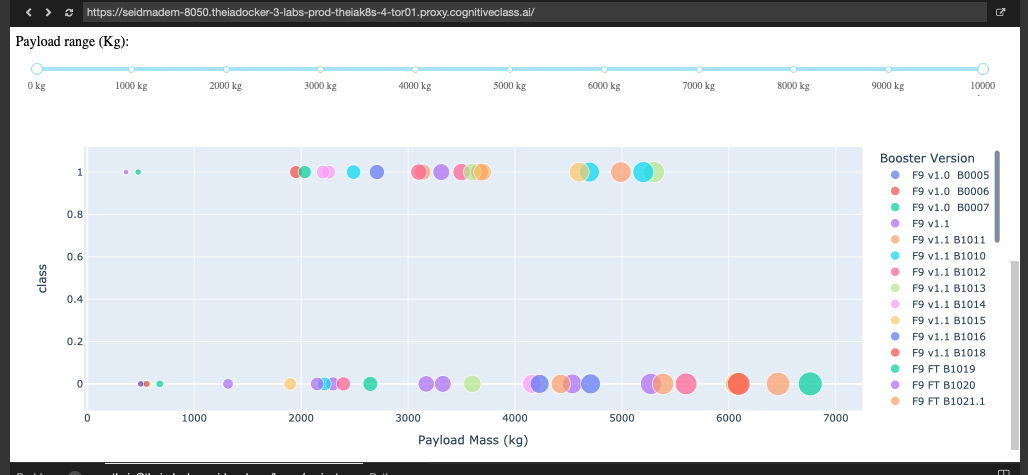 https://seidmadem-8050.theiadocker-3-labs-prod-theiak8s-4-tor01.proxy.cognitiveclass.ai/
Payload range (Kg):
0 kg 1000 kg 2000 kg 3000 kg 4000 kg 5000 kg 6000 kg 7000 kg 8000 kg 9000 kg 10000
Booster Version
F9 v1.0  B0005
F9 v1.0  B0006
F9 v1.0  B0007
F9 v1.1
F9 v1.1 B1011
F9 v1.1 B1010
F9 v1.1 B1012
F9 v1.1 B1013
F9 v1.1 B1014
F9 v1.1 B1015
F9 v1.1 B1016
F9 v1.1 B1018
F9 FT B1019
F9 FT B1020
F9 FT B1021.1
1
0.8
0.6
0.4
0.2
0
class
0 1000 2000 3000 4000 5000 6000 7000
Payload Mass (kg)